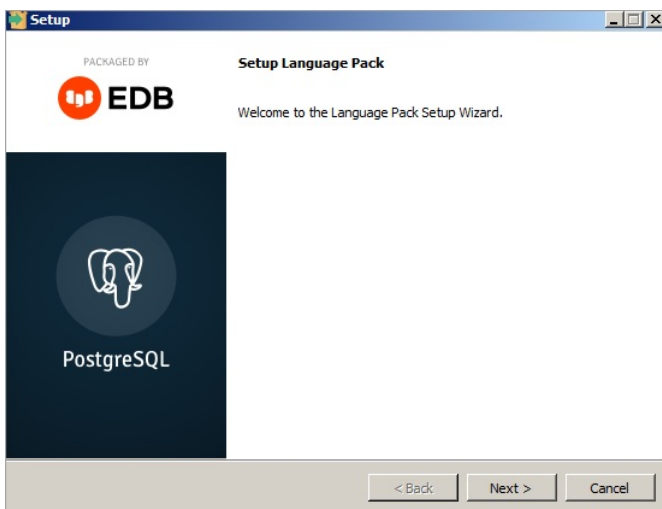 Setup
PACKAGED BY
EDB
Setup Language Pack
Welcome to the Language Pack Setup Wizard.
PostgreSQL
< Back
Next >
Cancel